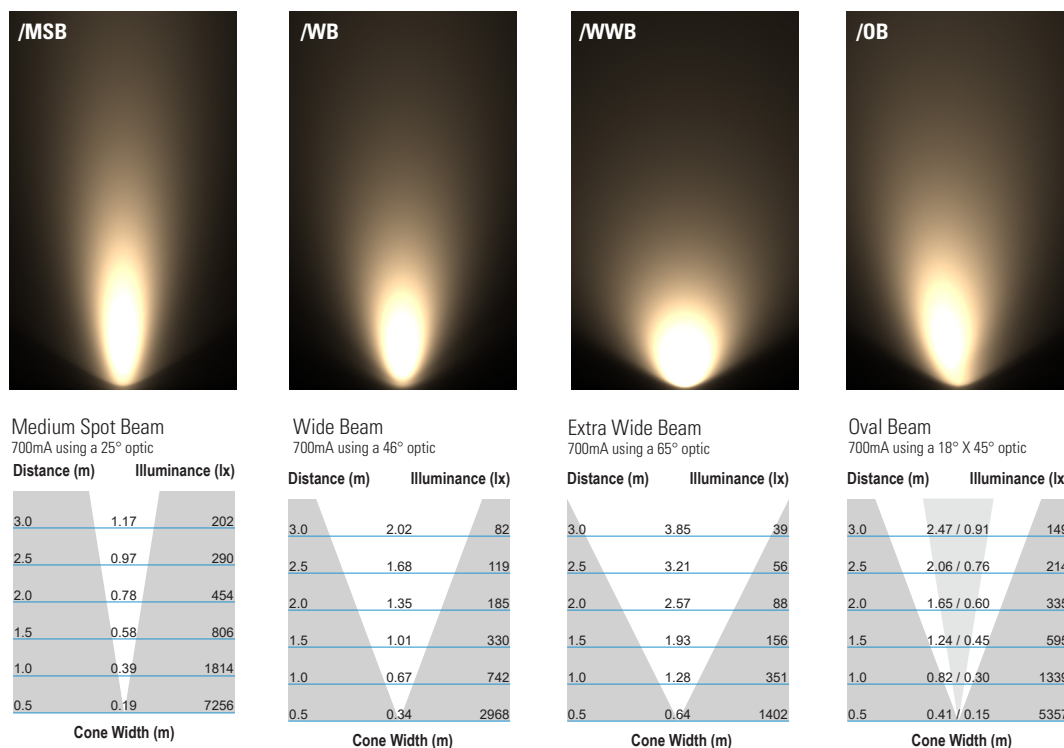 /MSB
/WB
/WWB
/OB
Medium Spot Beam
700mA using a 25° optic
Distance (m) Illuminance (lx)
3.0 1.17 202
2.5 0.97 290
2.0 0.78 454
1.5 0.58 806
1.0 0.39 1814
0.5 0.19 7256
Cone Width (m)
Wide Beam
700mA using a 46° optic
Distance (m) Illuminance (lx)
3.0 2.02 82
2.5 1.68 119
2.0 1.35 185
1.5 1.01 330
1.0 0.67 742
0.5 0.34 2968
Cone Width (m)
Extra Wide Beam
700mA using a 65° optic
Distance (m) Illuminance (lx)
3.0 3.85 39
2.5 3.21 56
2.0 2.57 88
1.5 1.93 156
1.0 1.28 351
0.5 0.64 1402
Cone Width (m)
Oval Beam
700mA using a 18° X 45° optic
Distance (m) Illuminance (lx
3.0 2.47 / 0.91 149
2.5 2.06 / 0.76 214
2.0 1.65 / 0.60 335
1.5 1.24 / 0.45 595
1.0 0.82 / 0.30 1339
0.5 0.41 / 0.15 5357
Cone Width (m)